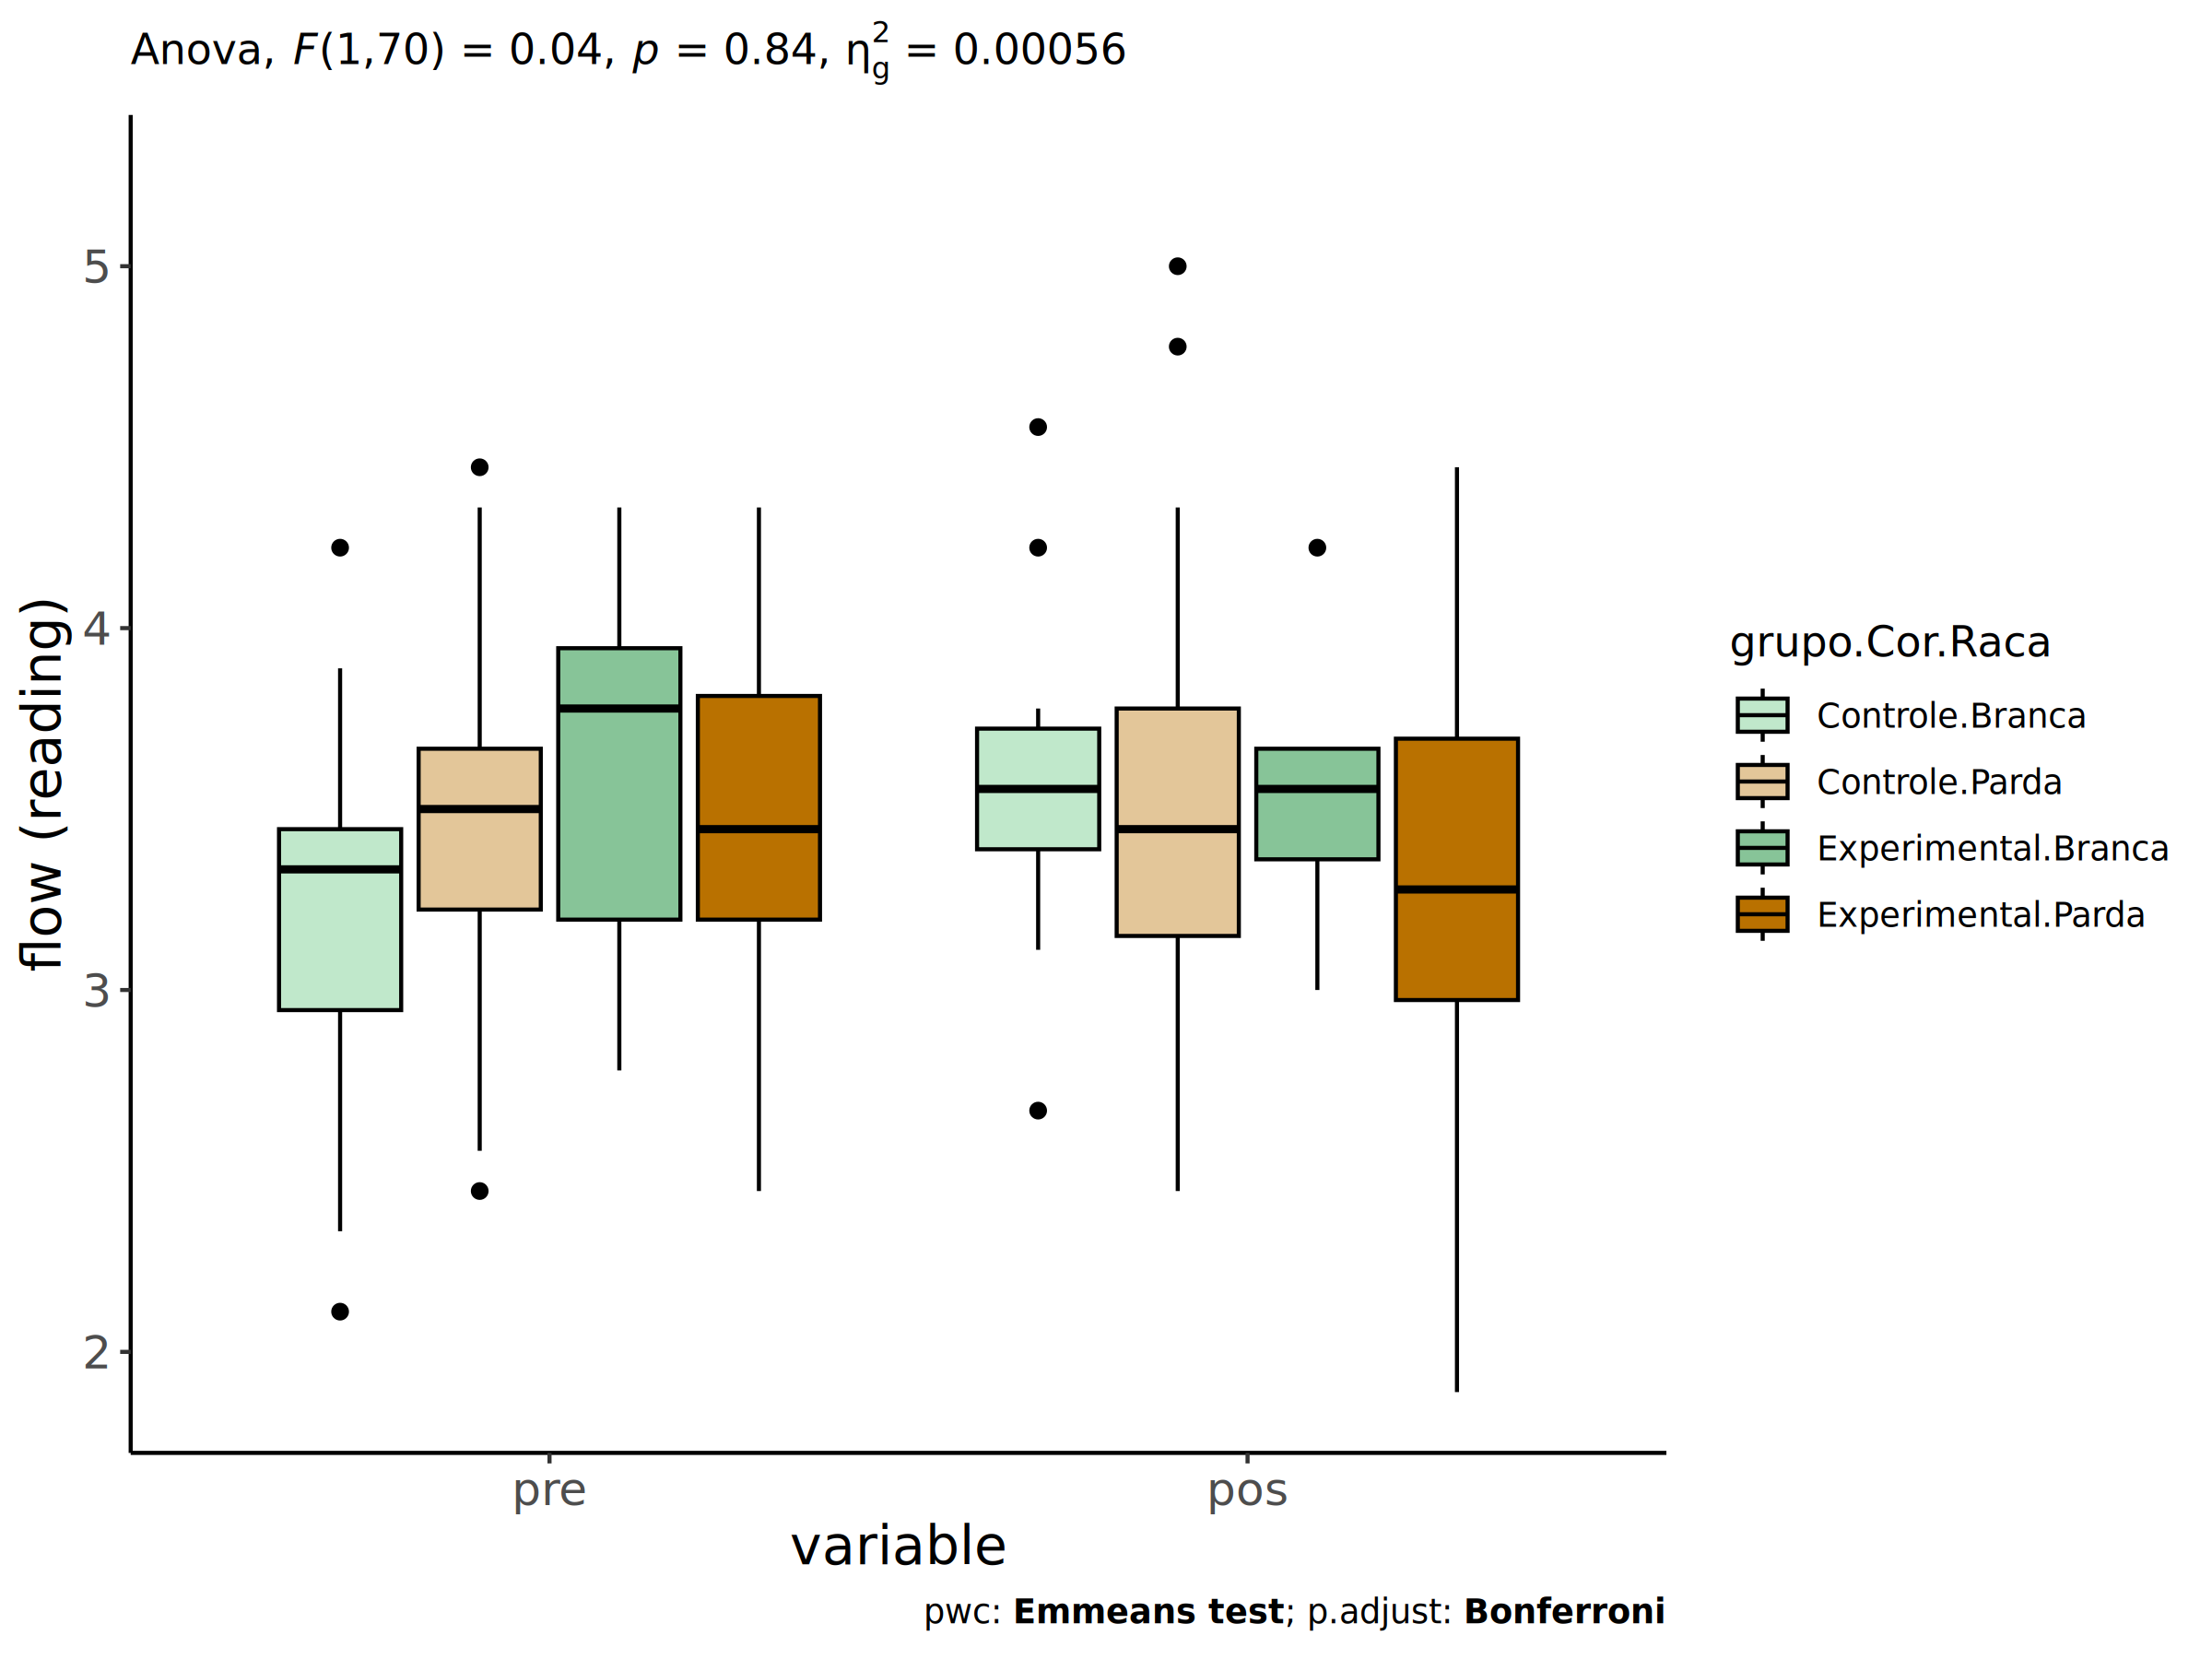 Anova, F(1,70) = 0.04, p = 0.84, η²g = 0.00056
flow (reading)
5
4
3
2
pre
pos
variable
grupo.Cor.Raca
Controle.Branca
Controle.Parda
Experimental.Branca
Experimental.Parda
pwc: Emmeans test; p.adjust: Bonferroni